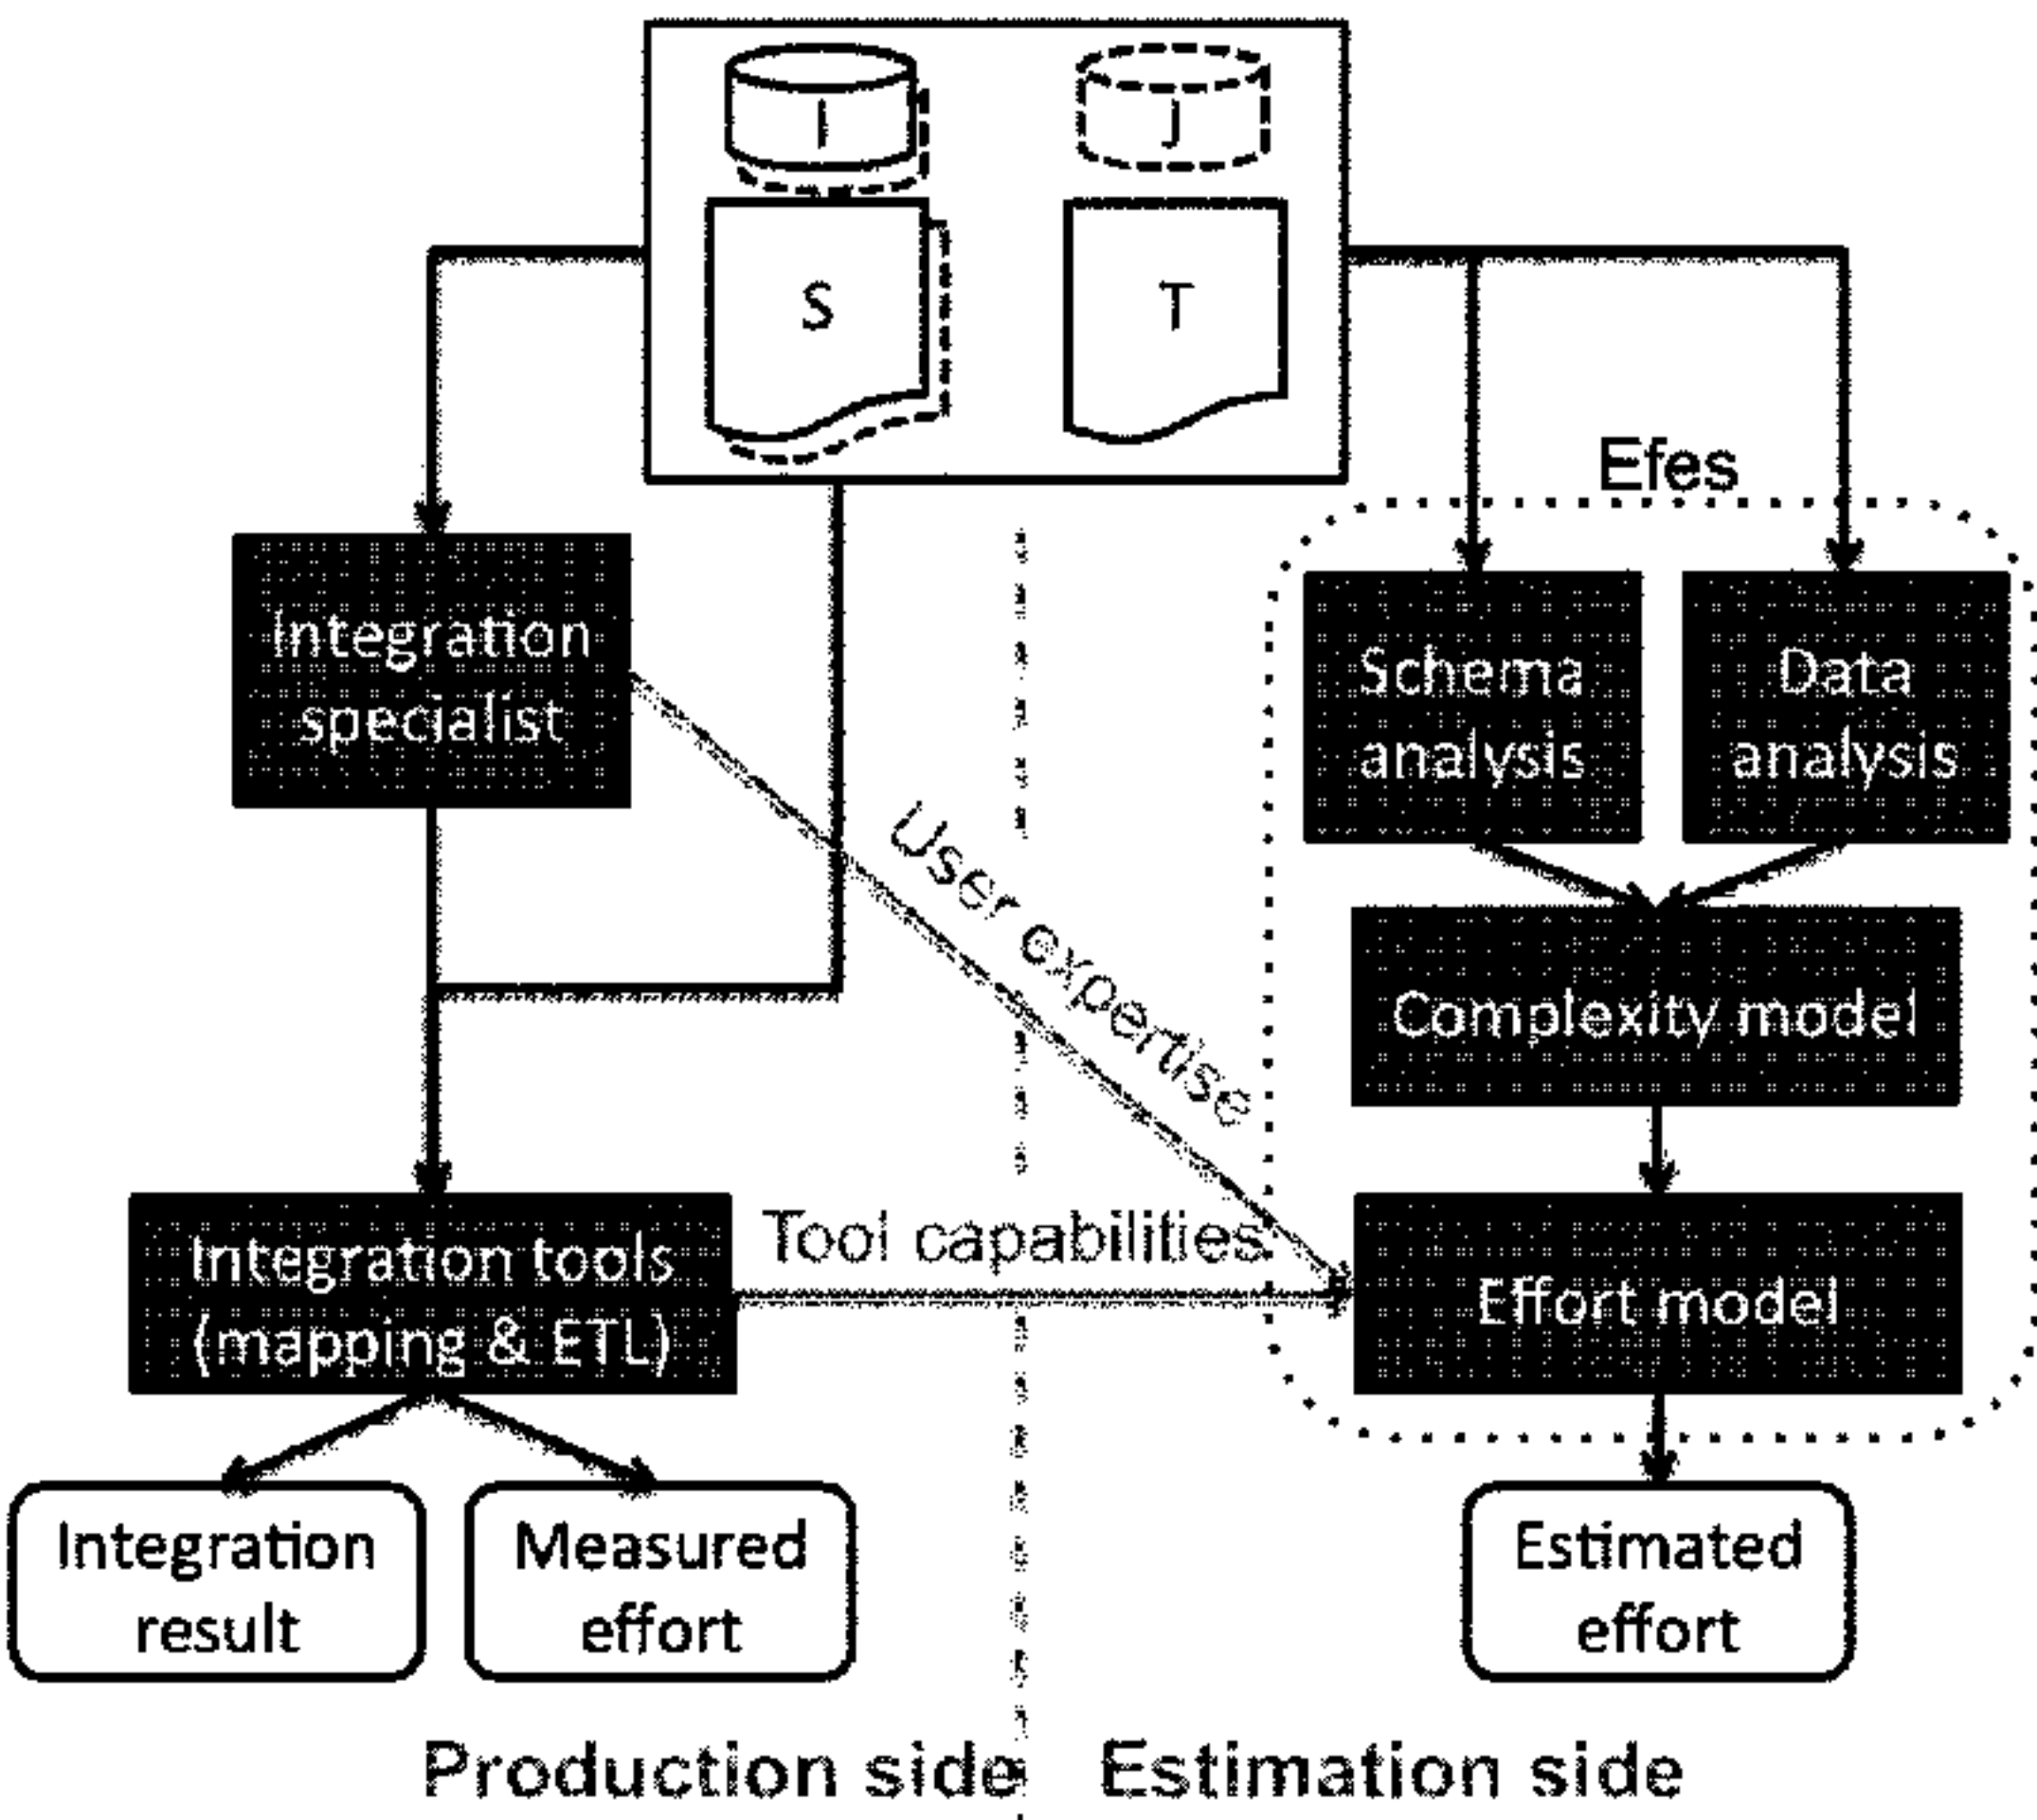 I
J
S
T
Efes
Integration
specialist
Schema
analysis
Data
analysis
User expertise
Complexity model
Tool capabilities
Integration tools
(mapping & ETL)
Effort model
Integration
result
Measured
effort
Estimated
effort
Production side
Estimation side